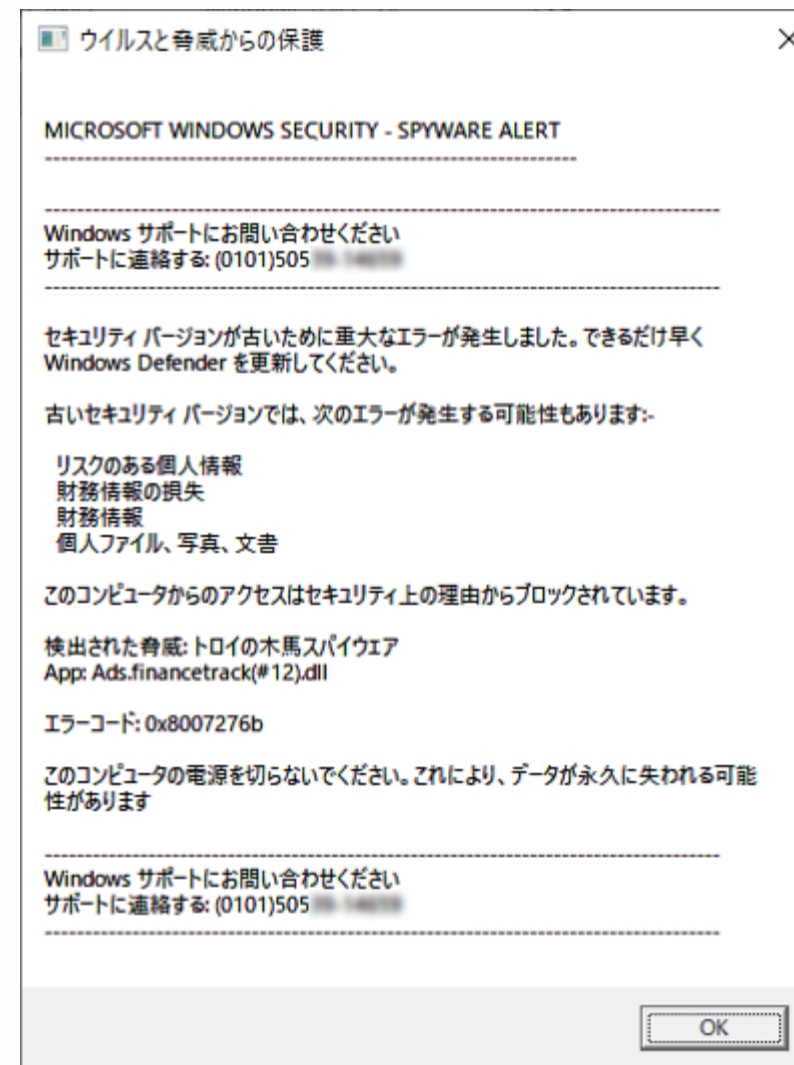 ウイルスと脅威からの保護
MICROSOFT WINDOWS SECURITY - SPYWARE ALERT
--------------------------------------------------------------------
--------------------------------------------------------------------------------------
Windows サポートにお問い合わせください
サポートに連絡する: (0101)505
--------------------------------------------------------------------------------------
セキュリティ バージョンが古いために重大なエラーが発生しました。できるだけ早く
Windows Defender を更新してください。
古いセキュリティ バージョンでは、次のエラーが発生する可能性もあります:-
リスクのある個人情報
財務情報の損失
財務情報
個人ファイル、写真、文書
このコンピュータからのアクセスはセキュリティ上の理由からブロックされています。
検出された脅威: トロイの木馬スパイウェア
App: Ads.financetrack(#12).dll
エラーコード: 0x8007276b
このコンピュータの電源を切らないでください。これにより、データが永久に失われる可能
性があります
--------------------------------------------------------------------------------------
Windows サポートにお問い合わせください
サポートに連絡する: (0101)505
--------------------------------------------------------------------------------------
OK